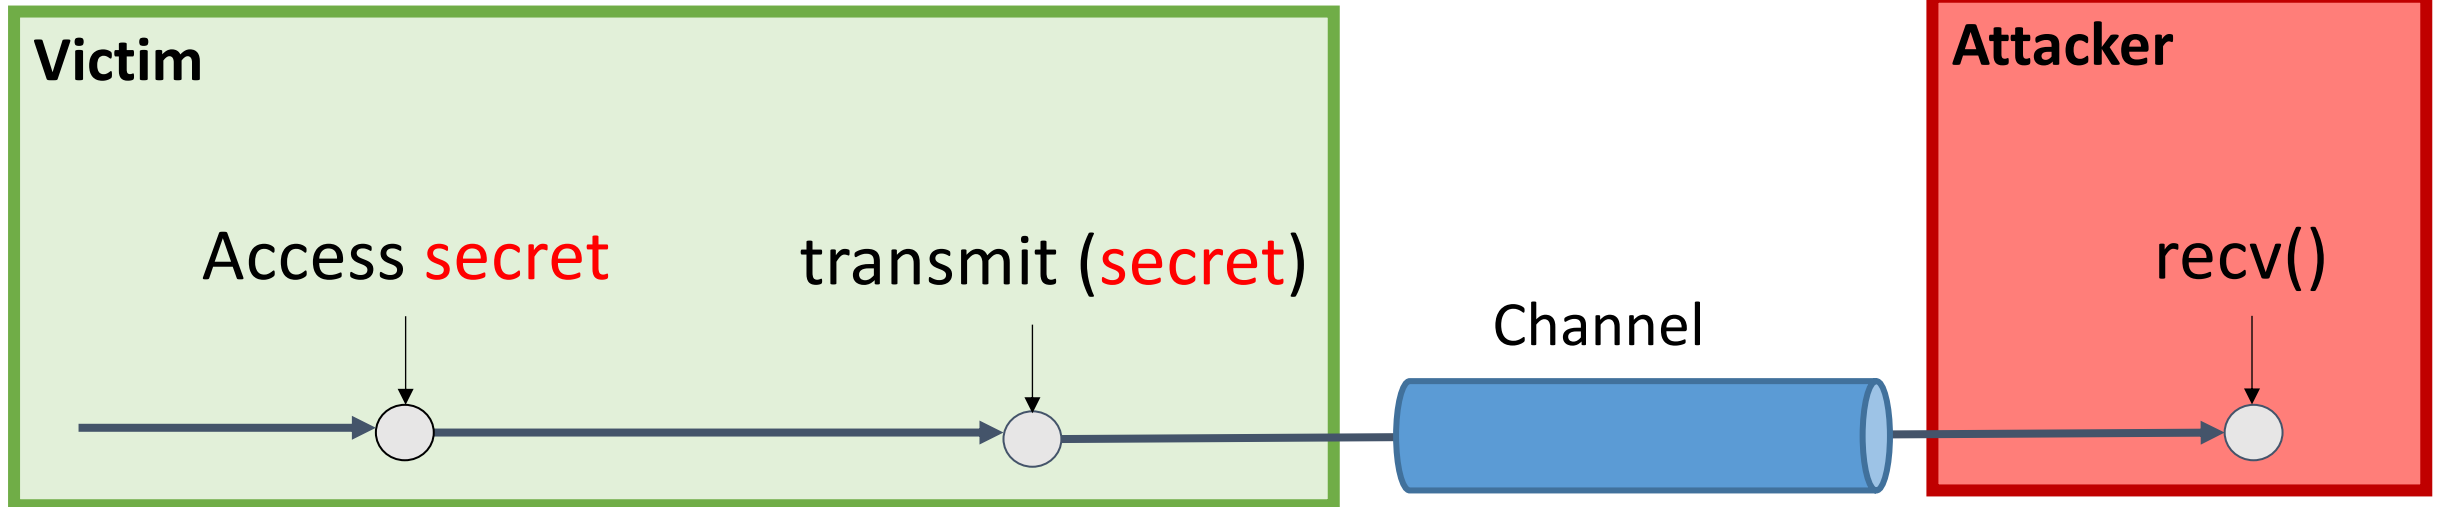 Victim
Attacker
Access secret
transmit (secret)
Channel
recv()